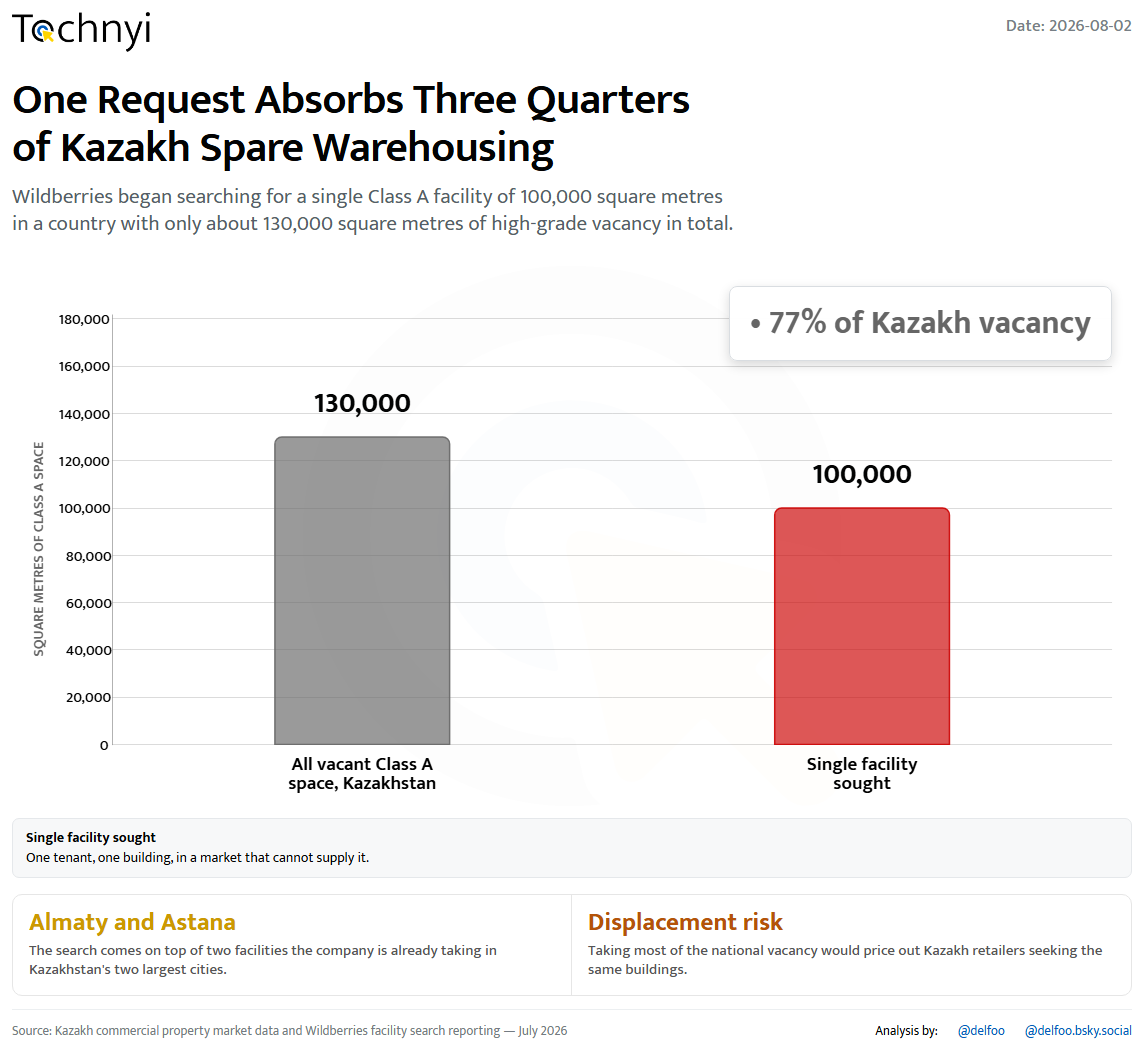 Technyi
Date: 2026-08-02
One Request Absorbs Three Quarters
of Kazakh Spare Warehousing
Wildberries began searching for a single Class A facility of 100,000 square metres
in a country with only about 130,000 square metres of high-grade vacancy in total.
• 77% of Kazakh vacancy
SQUARE METRES OF CLASS A SPACE
180,000
160,000
140,000
120,000
100,000
80,000
60,000
40,000
20,000
0
130,000
100,000
All vacant Class A
space, Kazakhstan
Single facility
sought
Single facility sought
One tenant, one building, in a market that cannot supply it.
Almaty and Astana
The search comes on top of two facilities the company is already taking in
Kazakhstan's two largest cities.
Displacement risk
Taking most of the national vacancy would price out Kazakh retailers seeking the
same buildings.
Source: Kazakh commercial property market data and Wildberries facility search reporting — July 2026
Analysis by: @delfoo @delfoo.bsky.social